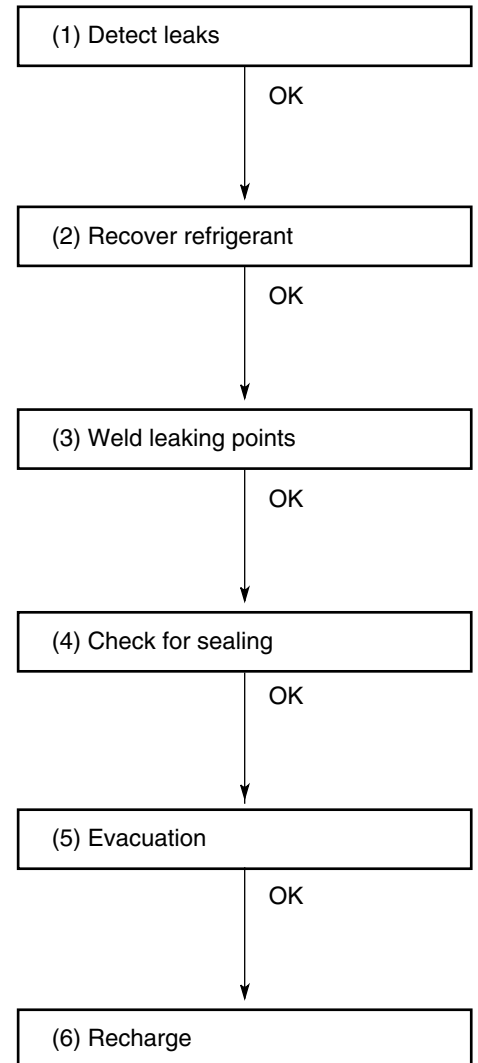 (1) Detect leaks
OK
(2) Recover refrigerant
OK
(3) Weld leaking points
OK
(4) Check for sealing
OK
(5) Evacuation
OK
(6) Recharge